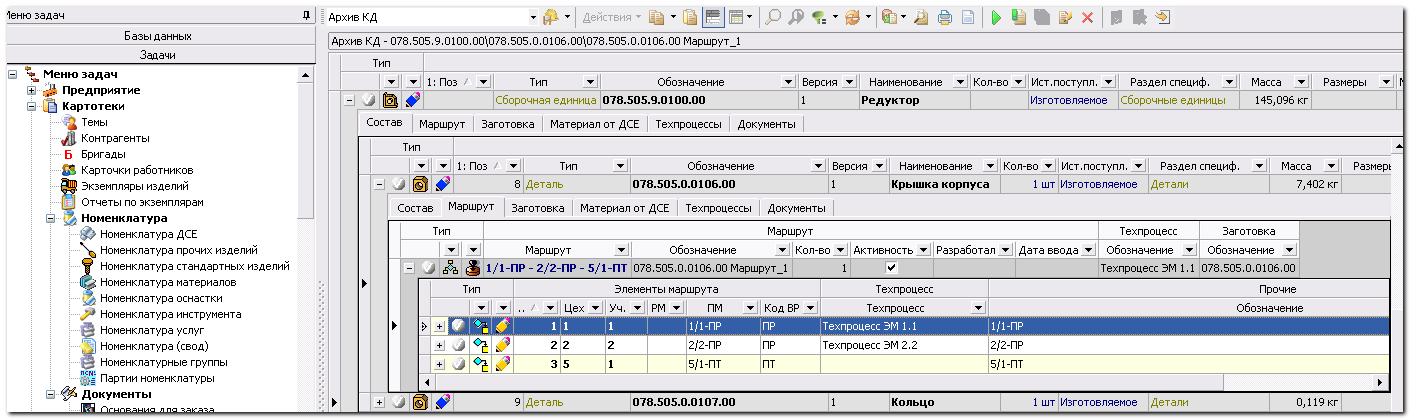 Меню задач
Базы данных
Задачи
Меню задач
Предприятие
Картотеки
Темы
Контрагенты
Бригады
Карточки работников
Экземпляры изделий
Отчеты по экземплярам
Номенклатура
Номенклатура ДСЕ
Номенклатура прочих изделий
Номенклатура стандартных изделий
Номенклатура материалов
Номенклатура оснастки
Номенклатура инструмента
Номенклатура услуг
Номенклатура (свод)
Номенклатурные группы
Партии номенклатуры
Документы
Основания для заказа
Архив КД Действия
Архив КД - 078.505.9.0100.00\078.505.0.0106.00\078.505.0.0106.00 Маршрут_1
Тип
1: Поз Тип Обозначение Версия Наименование Кол-во Ист.поступл. Раздел специф. Масса Размеры
Сборочная единица 078.505.9.0100.00 1 Редуктор Изготовляемое Сборочные единицы 145,096 кг
Состав Маршрут Заготовка Материал от ДСЕ Техпроцессы Документы
Тип
1: Поз Тип Обозначение Версия Наименование Кол-во Ист.поступл. Раздел специф. Масса Размеры
8 Деталь 078.505.0.0106.00 1 Крышка корпуса 1 шт Изготовляемое Детали 7,402 кг
Состав Маршрут Заготовка Материал от ДСЕ Техпроцессы Документы
Тип Маршрут Техпроцесс Заготовка
Маршрут Обозначение Кол-во Активность Разработал Дата ввода Обозначение Обозначение
1/1-ПР - 2/2-ПР - 5/1-ПТ 078.505.0.0106.00 Маршрут_1 1 Техпроцесс ЭМ 1.1 078.505.0.0106.00
Тип Элементы маршрута Техпроцесс Прочие
.. Цех Уч. РМ ПМ Код ВР Техпроцесс Обозначение
1 1 1 1/1-ПР ПР Техпроцесс ЭМ 1.1 1/1-ПР
2 2 2 2/2-ПР ПР Техпроцесс ЭМ 2.2 2/2-ПР
3 5 1 5/1-ПТ ПТ 5/1-ПТ
9 Деталь 078.505.0.0107.00 1 Кольцо 1 шт Изготовляемое Детали 0,119 кг